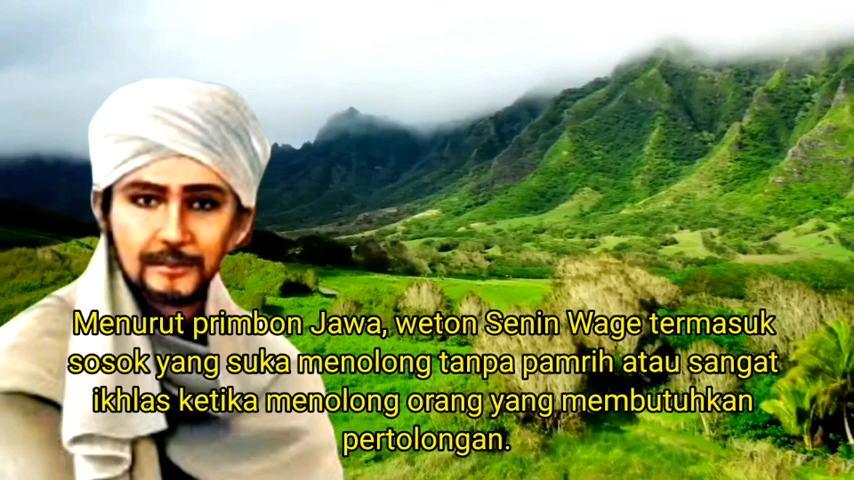 Menurut primbon Jawa, weton Senin Wage termasuk
sosok yang suka menolong tanpa pamrih atau sangat
ikhlas ketika menolong orang yang membutuhkan
pertolongan.